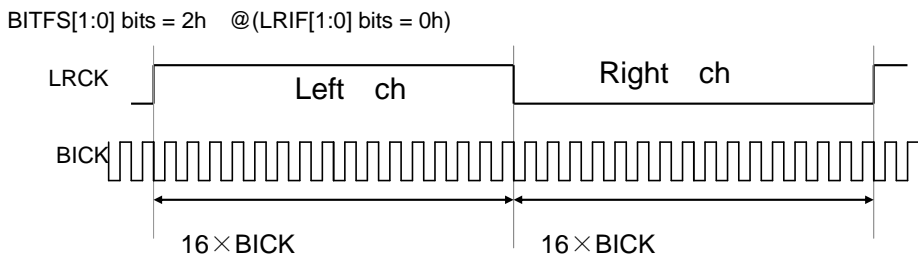 BITFS[1:0] bits = 2h @(LRIF[1:0] bits = 0h)
LRCK
Left ch
Right ch
BICK
16×BICK
16×BICK